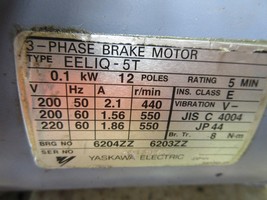 3-PHASE BRAKE MOTOR
TYPE EELIQ-5T
0.1 kW 12 POLES RATING 5 MIN
V Hz A r/min INS. CLASS E
200 50 2.1 440 VIBRATION V-
200 60 1.56 550 JIS C 4004
220 60 1.86 550 JP 44
Br. Tr. 8 N-m
BRG NO 6204ZZ 6203ZZ
SER NO
YASKAWA ELECTRIC JAPAN